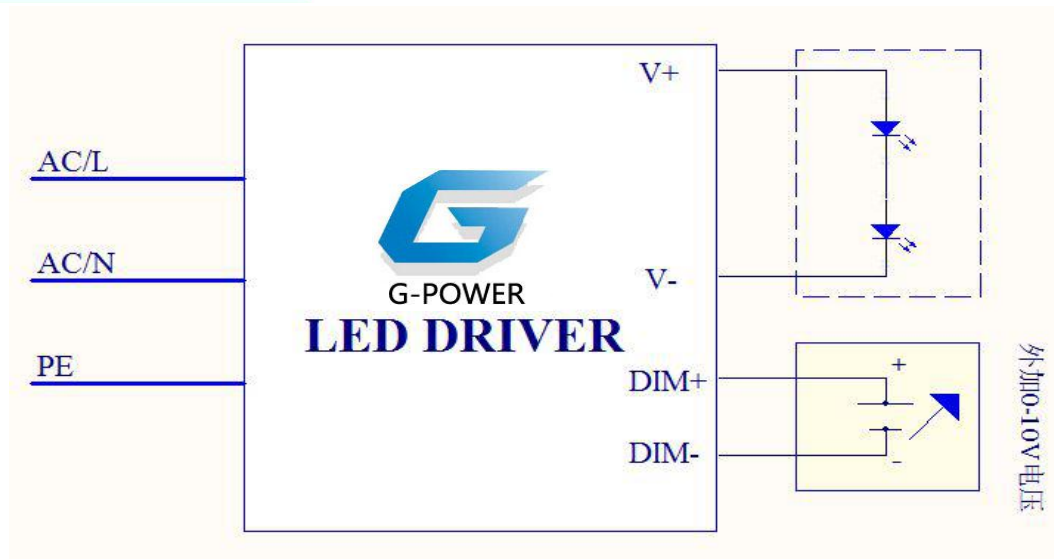 AC/L
AC/N
PE
G-POWER
LED DRIVER
V+
V-
DIM+
DIM-
+
-
外加0-10V电压